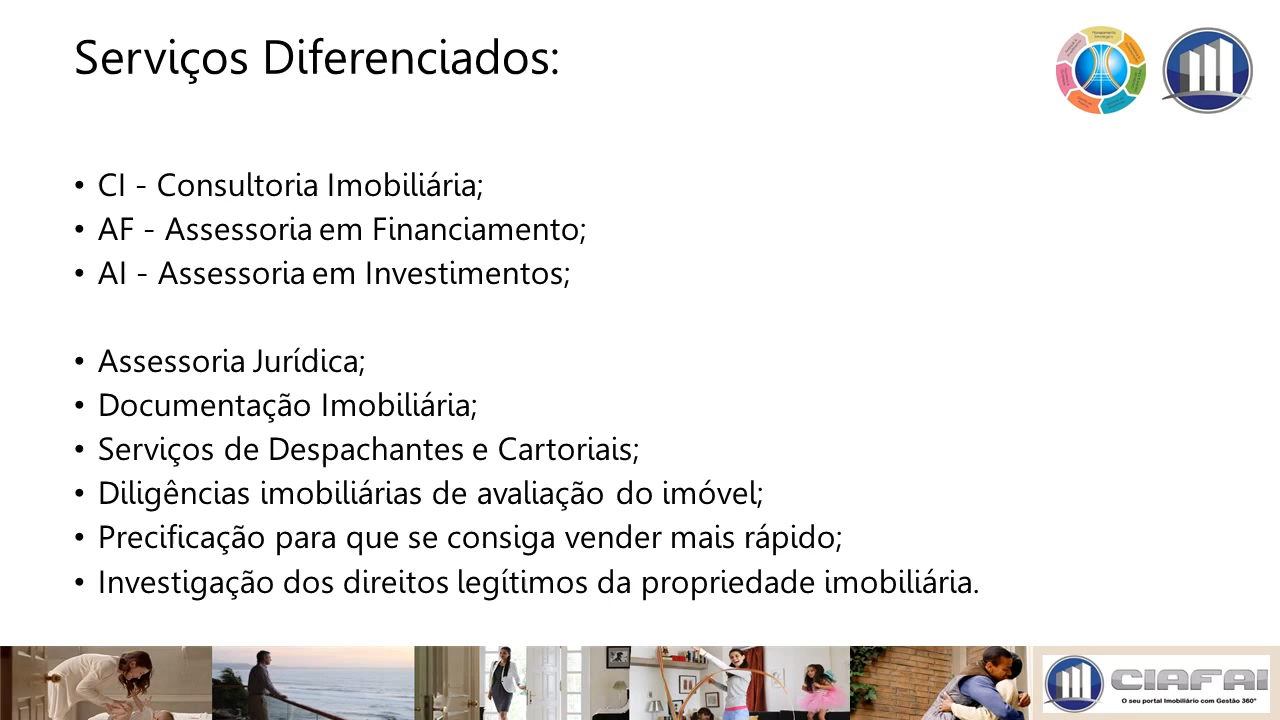 Serviços Diferenciados:
• CI - Consultoria Imobiliária;
• AF - Assessoria em Financiamento;
• AI - Assessoria em Investimentos;
• Assessoria Jurídica;
• Documentação Imobiliária;
• Serviços de Despachantes e Cartoriais;
• Diligências imobiliárias de avaliação do imóvel;
• Precificação para que se consiga vender mais rápido;
• Investigação dos direitos legítimos da propriedade imobiliária.
CIAFAI
O seu portal Imobiliário com Gestão 360º